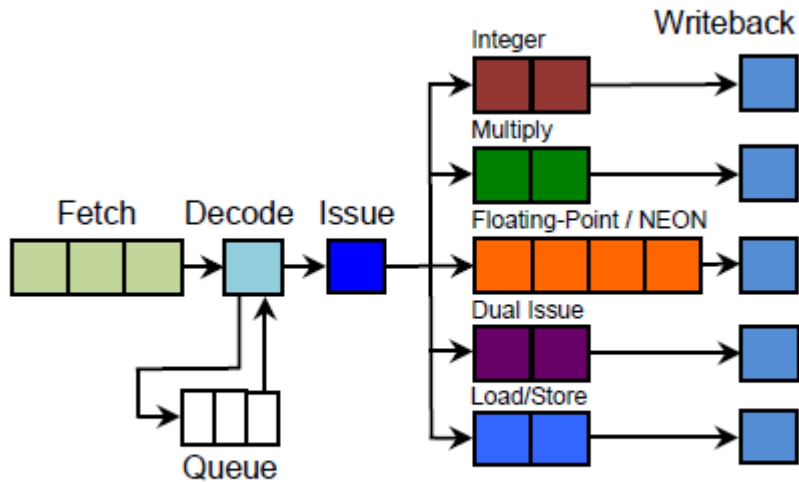 Integer
Writeback
Multiply
Fetch
Decode
Issue
Floating-Point / NEON
Dual Issue
Load/Store
Queue